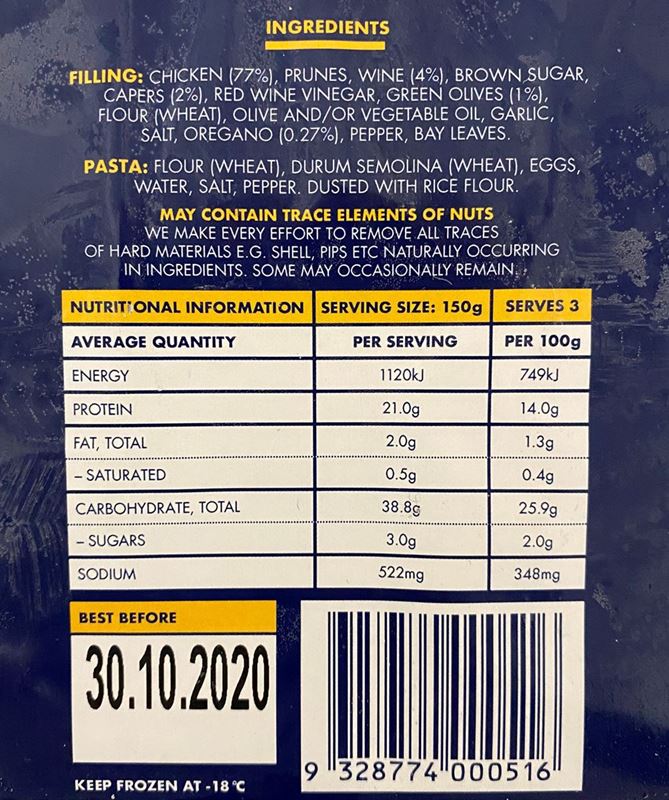 INGREDIENTS
FILLING: CHICKEN (77%), PRUNES, WINE (4%), BROWN SUGAR,
CAPERS (2%), RED WINE VINEGAR, GREEN OLIVES (1%),
FLOUR (WHEAT), OLIVE AND/OR VEGETABLE OIL, GARLIC,
SALT, OREGANO (0.27%), PEPPER, BAY LEAVES.
PASTA: FLOUR (WHEAT), DURUM SEMOLINA (WHEAT), EGGS,
WATER, SALT, PEPPER. DUSTED WITH RICE FLOUR.
MAY CONTAIN TRACE ELEMENTS OF NUTS
WE MAKE EVERY EFFORT TO REMOVE ALL TRACES
OF HARD MATERIALS E.G. SHELL, PIPS ETC NATURALLY OCCURRING
IN INGREDIENTS. SOME MAY OCCASIONALLY REMAIN.
NUTRITIONAL INFORMATION SERVING SIZE: 150g SERVES 3
AVERAGE QUANTITY PER SERVING PER 100g
ENERGY 1120kJ 749kJ
PROTEIN 21.0g 14.0g
FAT, TOTAL 2.0g 1.3g
– SATURATED 0.5g 0.4g
CARBOHYDRATE, TOTAL 38.8g 25.9g
– SUGARS 3.0g 2.0g
SODIUM 522mg 348mg
BEST BEFORE
30.10.2020
KEEP FROZEN AT -18°C
9 328774 000516